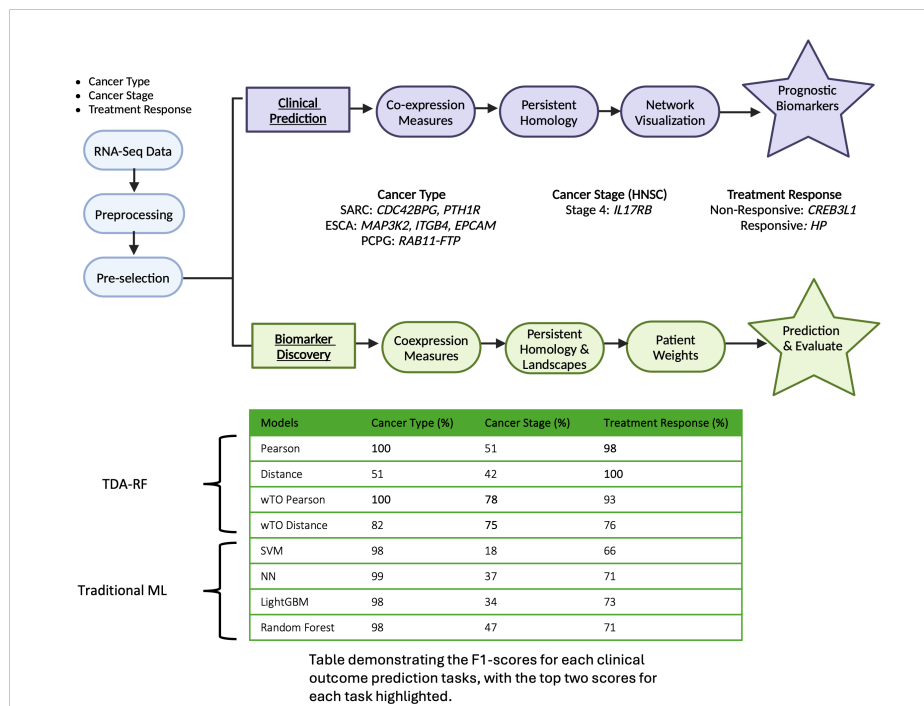 • Cancer Type
• Cancer Stage
• Treatment Response
RNA-Seq Data
Preprocessing
Pre-selection
Clinical
Prediction
Co-expression
Measures
Persistent
Homology
Network
Visualization
Prognostic
Biomarkers
Cancer Type
SARC: CDC42BPG, PTH1R
ESCA: MAP3K2, ITGB4, EPCAM
PCPG: RAB11-FTP
Cancer Stage (HNSC)
Stage 4: IL17RB
Treatment Response
Non-Responsive: CREB3L1
Responsive: HP
Biomarker
Discovery
Coexpression
Measures
Persistent
Homology &
Landscapes
Patient
Weights
Prediction
& Evaluate
Models Cancer Type (%) Cancer Stage (%) Treatment Response (%)
TDA-RF
Pearson 100 51 98
Distance 51 42 100
wTO Pearson 100 78 93
wTO Distance 82 75 76
Traditional ML
SVM 98 18 66
NN 99 37 71
LightGBM 98 34 73
Random Forest 98 47 71
Table demonstrating the F1-scores for each clinical
outcome prediction tasks, with the top two scores for
each task highlighted.